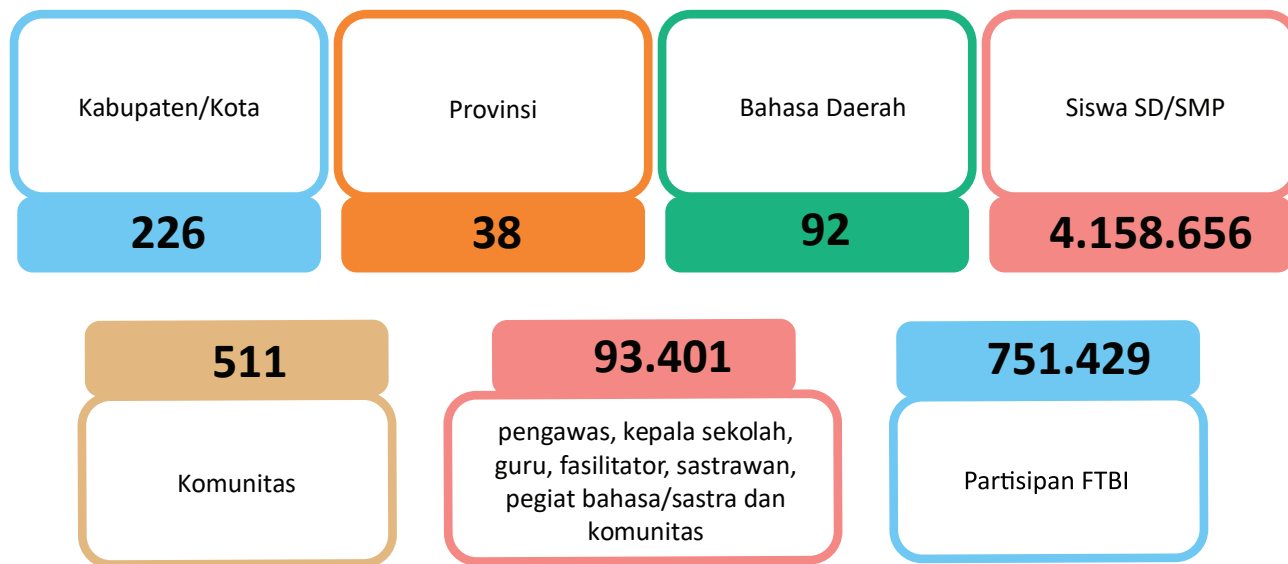 Kabupaten/Kota
226
Provinsi
38
Bahasa Daerah
92
Siswa SD/SMP
4.158.656
511
Komunitas
93.401
pengawas, kepala sekolah,
guru, fasilitator, sastrawan,
pegiat bahasa/sastra dan
komunitas
751.429
Partisipan FTBI